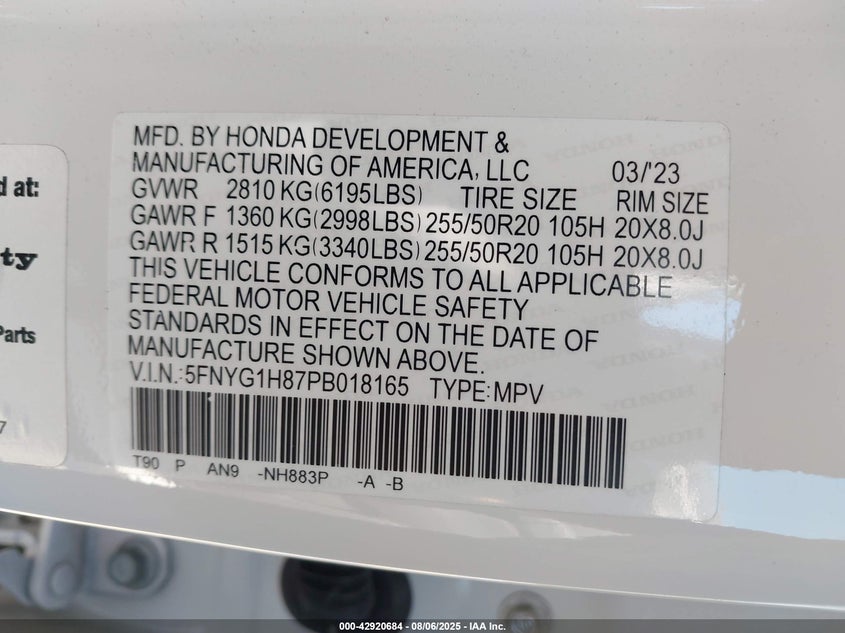 MFD. BY HONDA DEVELOPMENT &
MANUFACTURING OF AMERICA, LLC 03/'23
GVWR 2810 KG(6195LBS) TIRE SIZE RIM SIZE
GAWR F 1360 KG(2998LBS) 255/50R20 105H 20X8.0J
GAWR R 1515 KG(3340LBS) 255/50R20 105H 20X8.0J
THIS VEHICLE CONFORMS TO ALL APPLICABLE
FEDERAL MOTOR VEHICLE SAFETY
STANDARDS IN EFFECT ON THE DATE OF
MANUFACTURE SHOWN ABOVE.
V.I.N.:5FNYG1H87PB018165 TYPE:MPV
T90 P AN9 -NH883P -A -B
at:
Parts
7
000-42920684 - 08/06/2025 - IAA Inc.